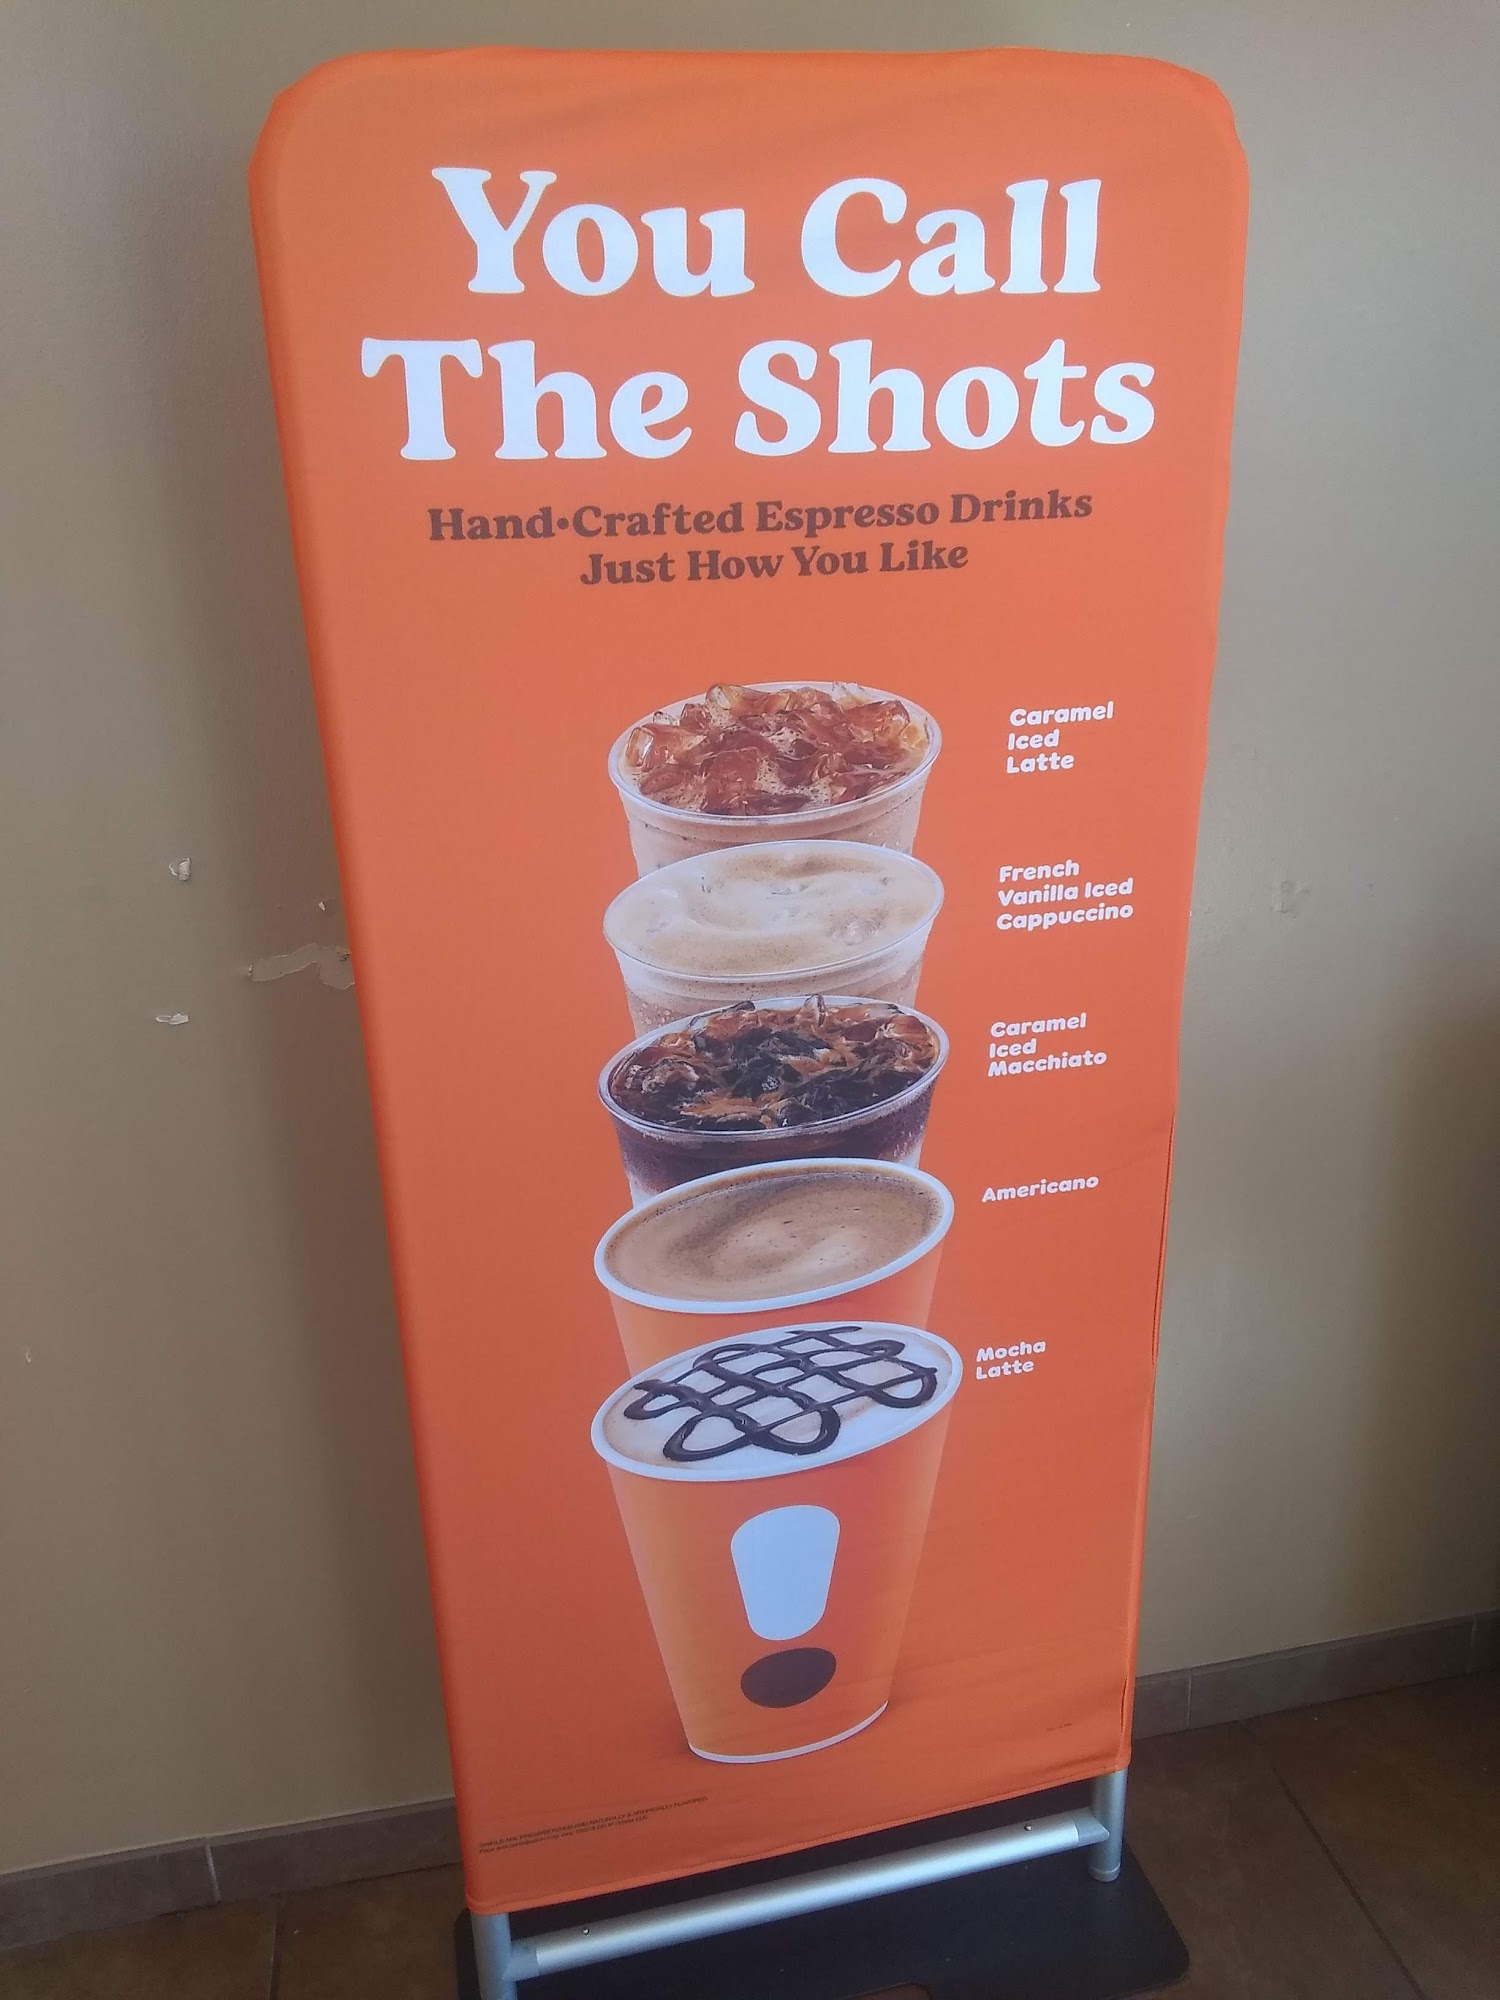 You Call
The Shots
Hand•Crafted Espresso Drinks
Just How You Like
Caramel
Iced
Latte
French
Vanilla Iced
Cappuccino
Caramel
Iced
Macchiato
Americano
Mocha
Latte